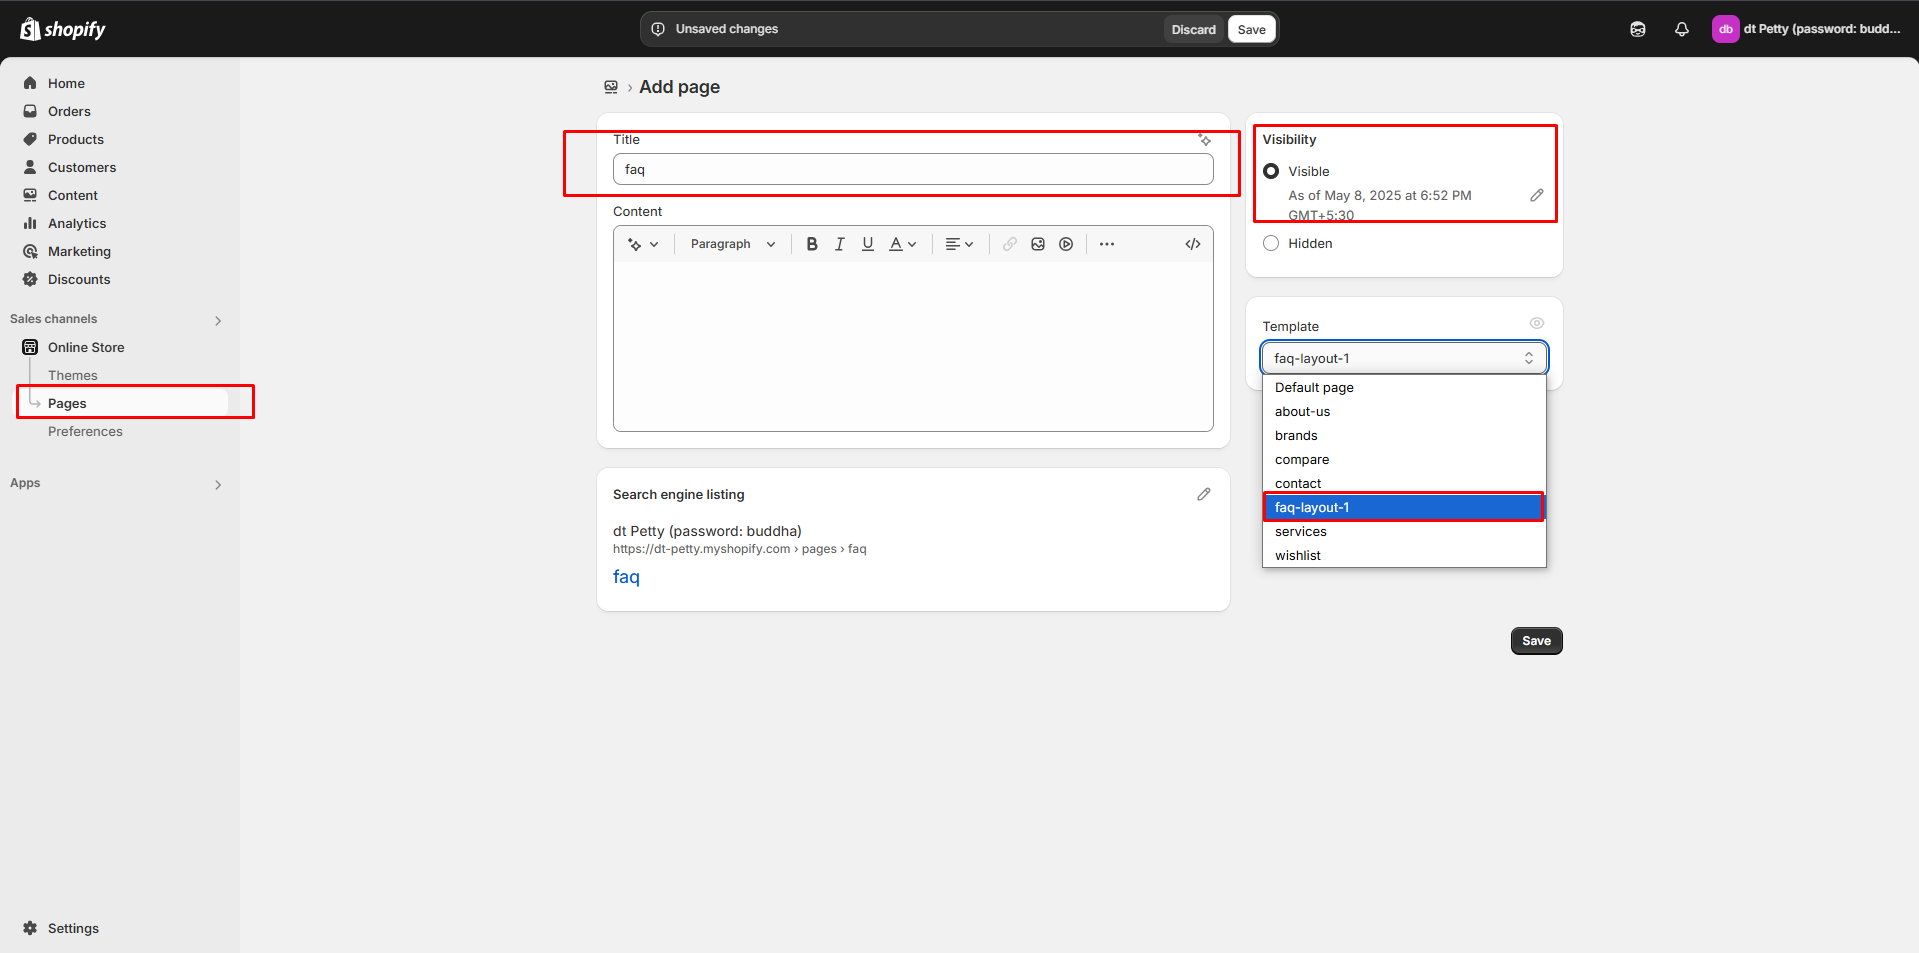 shopify
Unsaved changes
Discard
Save
db
dt Petty (password: budd...
Home
Orders
Products
Customers
Content
Analytics
Marketing
Discounts
Sales channels
Online Store
Themes
Pages
Preferences
Apps
Settings
Add page
Title
faq
Content
Paragraph
B I U A
Search engine listing
dt Petty (password: buddha)
https://dt-petty.myshopify.com › pages › faq
faq
Visibility
Visible
As of May 8, 2025 at 6:52 PM
GMT+5:30
Hidden
Template
faq-layout-1
Default page
about-us
brands
compare
contact
faq-layout-1
services
wishlist
Save